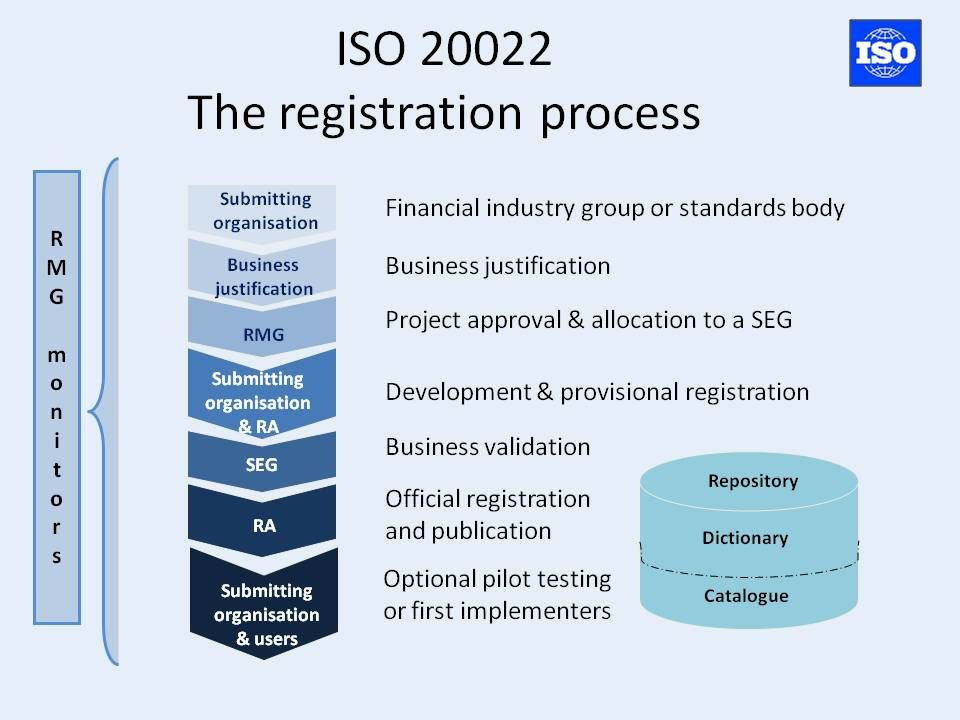 ISO 20022
The registration process
ISO
RMG monitors
Submitting
organisation
Financial industry group or standards body
Business
justification
Business justification
RMG
Project approval & allocation to a SEG
Submitting
organisation
& RA
Development & provisional registration
SEG
Business validation
RA
Official registration
and publication
Submitting
organisation
& users
Optional pilot testing
or first implementers
Repository
Dictionary
Catalogue